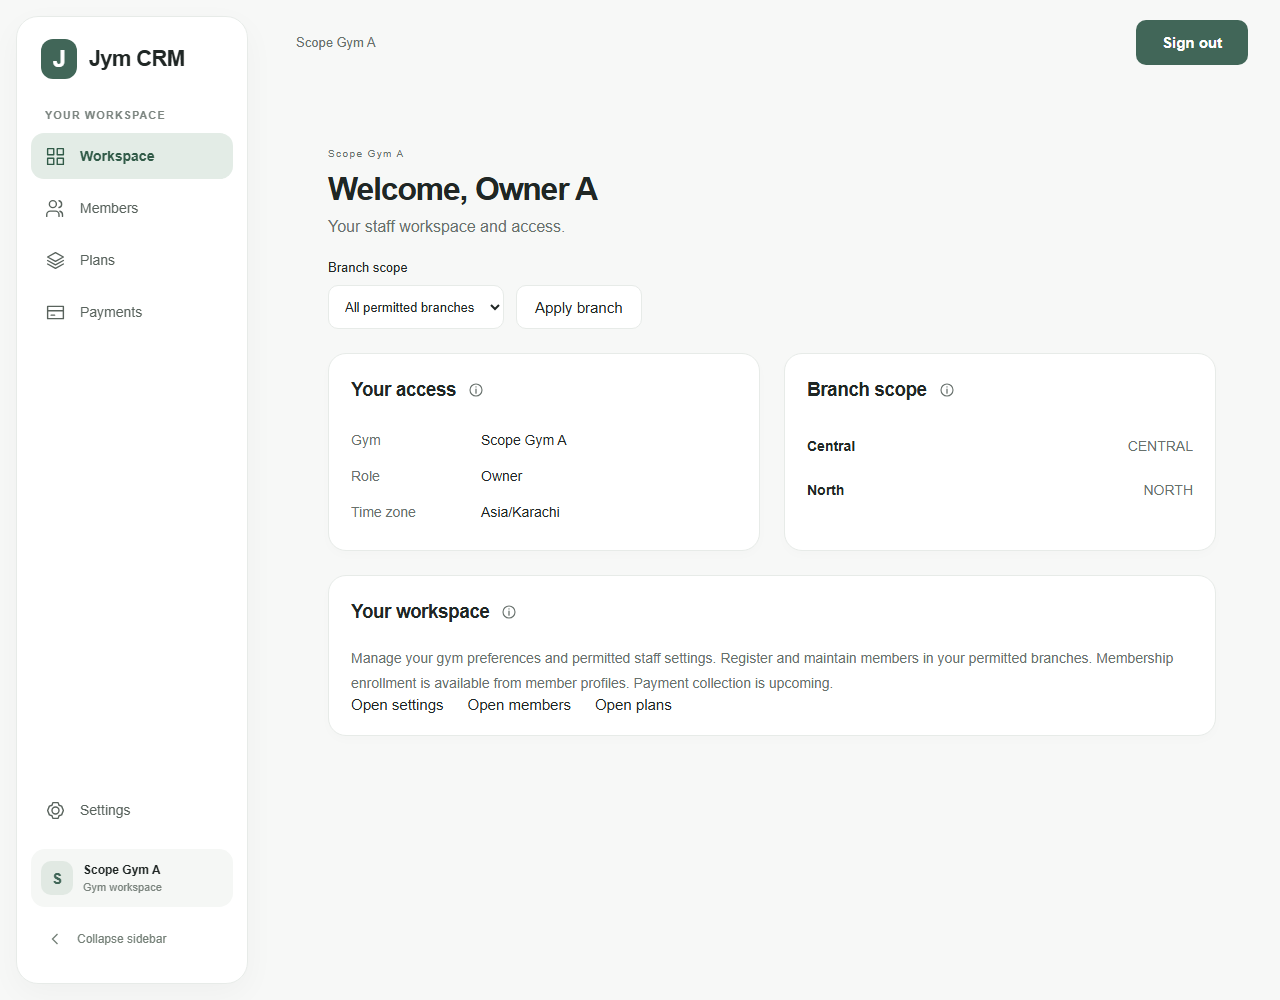 J Jym CRM
YOUR WORKSPACE
Workspace
Members
Plans
Payments
Settings
S
Scope Gym A
Gym workspace
Collapse sidebar
Scope Gym A
Sign out
Scope Gym A
Welcome, Owner A
Your staff workspace and access.
Branch scope
All permitted branches
Apply branch
Your access
Gym Scope Gym A
Role Owner
Time zone Asia/Karachi
Branch scope
Central CENTRAL
North NORTH
Your workspace
Manage your gym preferences and permitted staff settings. Register and maintain members in your permitted branches. Membership
enrollment is available from member profiles. Payment collection is upcoming.
Open settings Open members Open plans